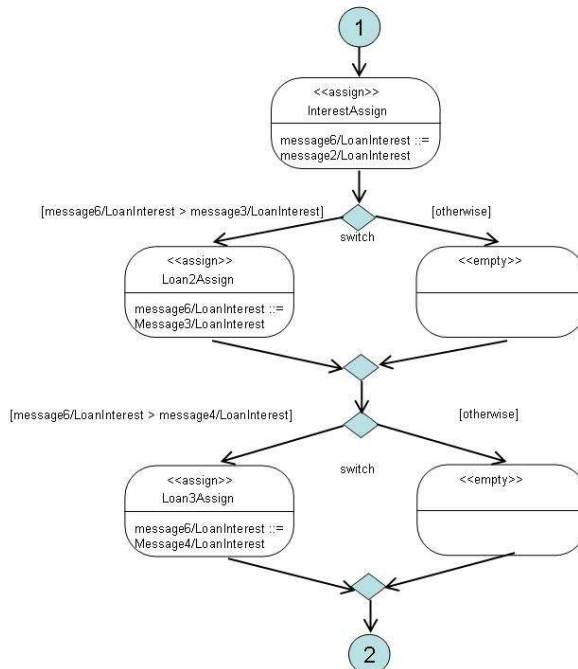 1
<<assign>>
InterestAssign
message6/LoanInterest ::=
message2/LoanInterest
[message6/LoanInterest > message3/LoanInterest]
[otherwise]
switch
<<assign>>
Loan2Assign
message6/LoanInterest ::=
Message3/LoanInterest
<<empty>>
[message6/LoanInterest > message4/LoanInterest]
[otherwise]
switch
<<assign>>
Loan3Assign
message6/LoanInterest ::=
Message4/LoanInterest
<<empty>>
2